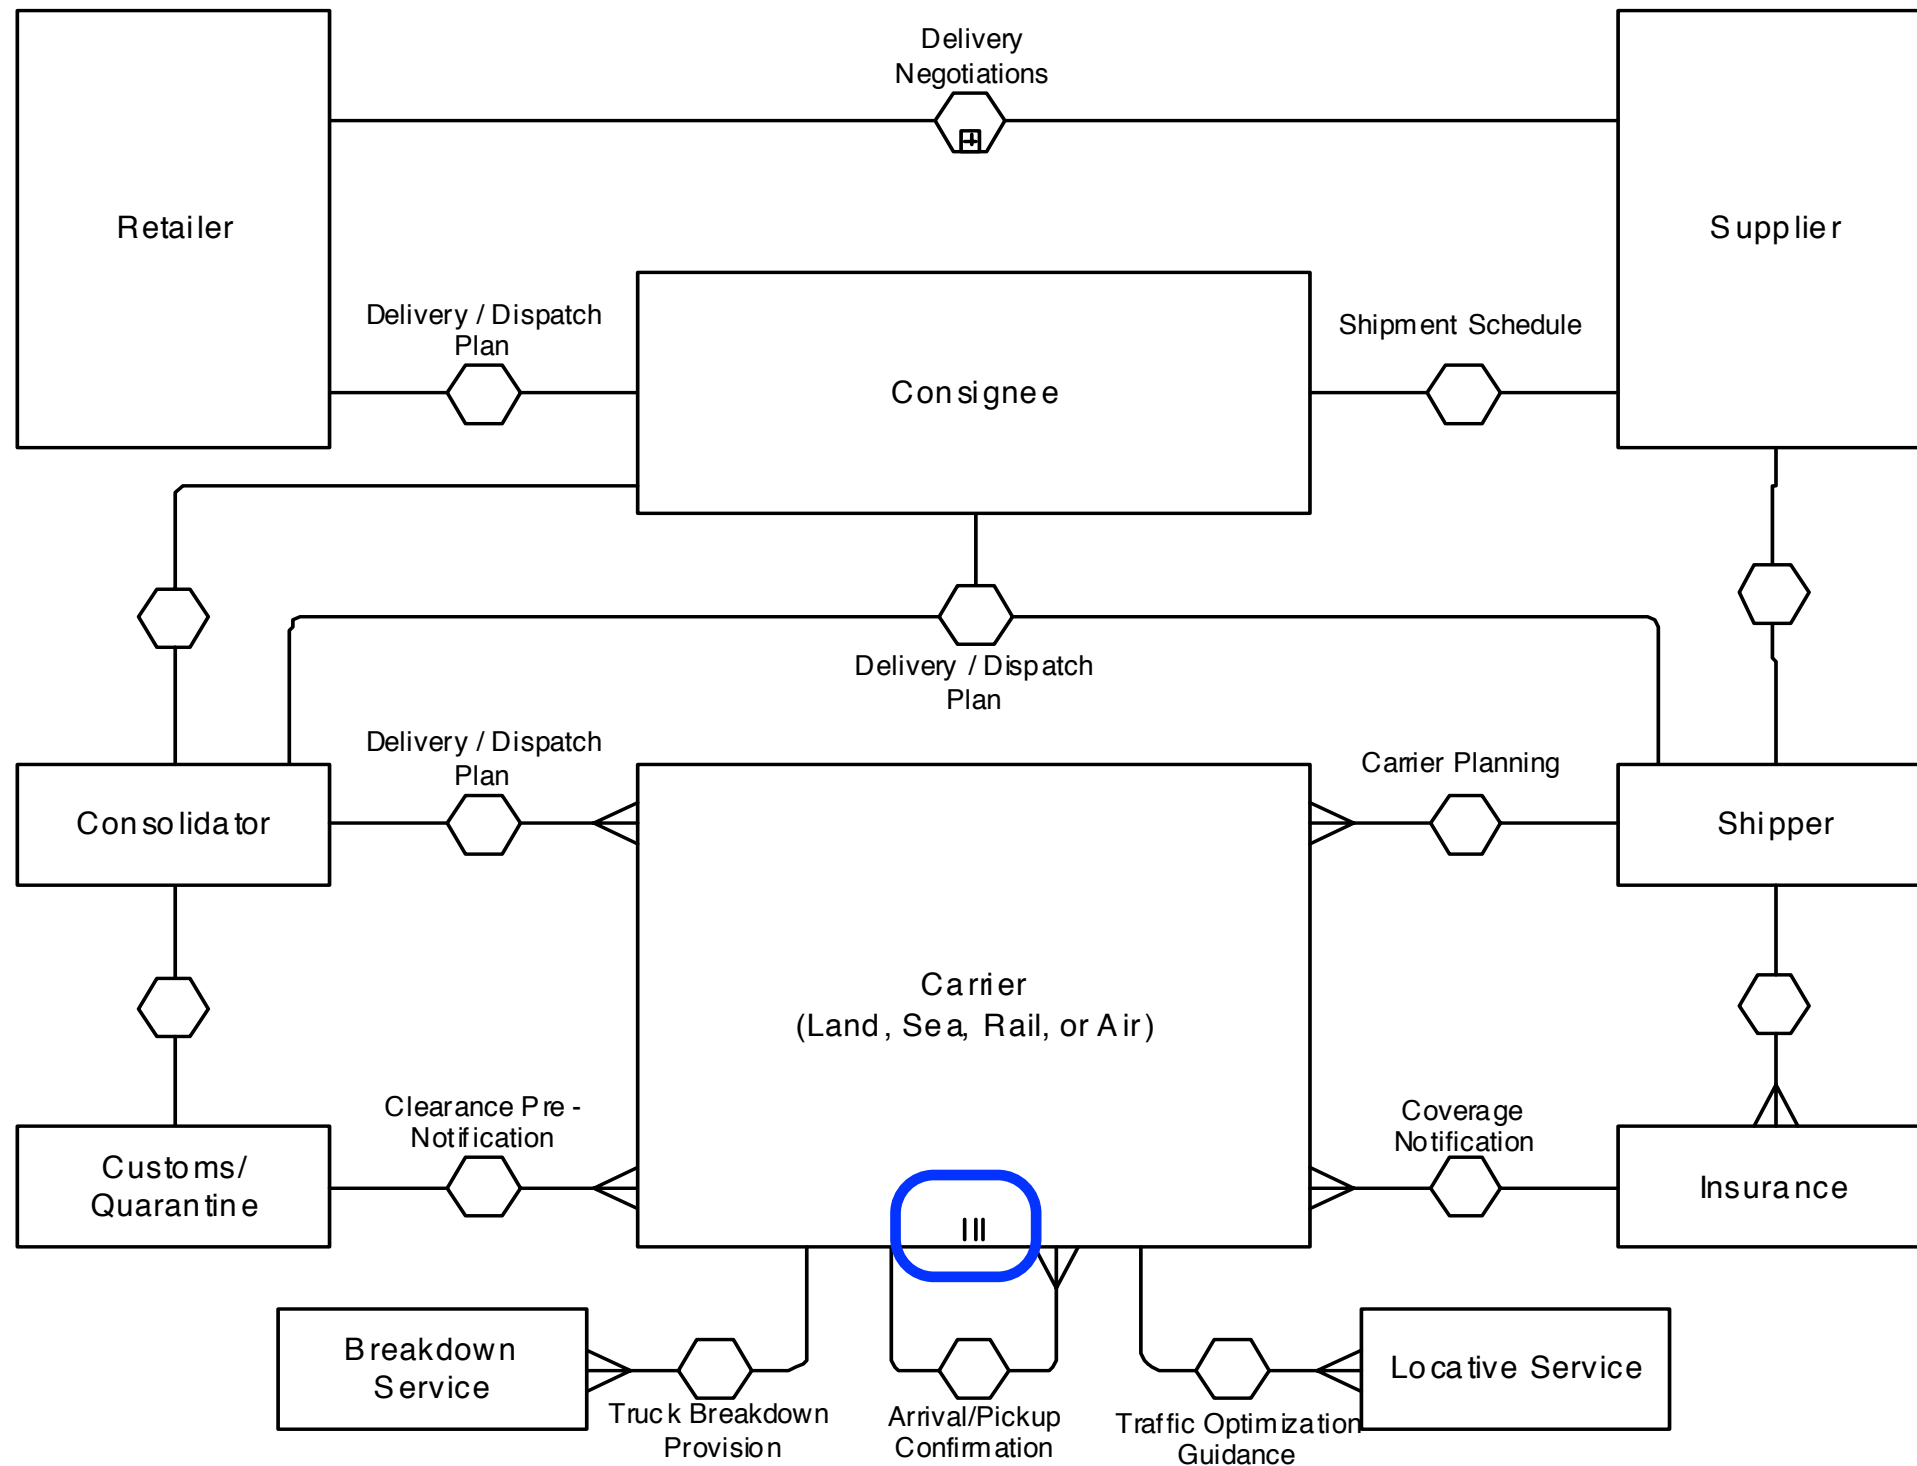 Delivery
Negotiations
Retailer
Supplier
Delivery / Dispatch
Plan
Shipment Schedule
Consignee
Delivery / Dispatch
Plan
Delivery / Dispatch
Plan
Carrier Planning
Consolidator
Shipper
Carrier
(Land, Sea, Rail, or Air)
Clearance Pre -
Notification
Coverage
Notification
Customs/
Quarantine
Insurance
Breakdown
Service
Locative Service
Truck Breakdown
Provision
Arrival/Pickup
Confirmation
Traffic Optimization
Guidance